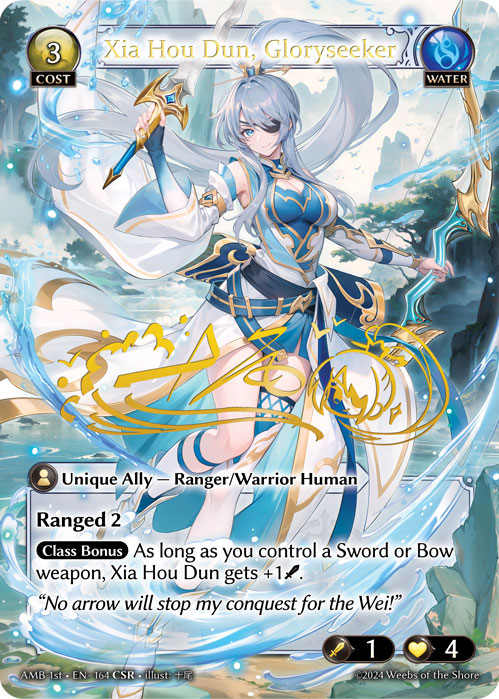 Xia Hou Dun, Gloryseeker
3
COST
WATER
Unique Ally — Ranger/Warrior Human
Ranged 2
Class Bonus As long as you control a Sword or Bow
weapon, Xia Hou Dun gets +1.
“No arrow will stop my conquest for the Wei!”
1
4
AMB 1st • EN-164 CSR • illust: 十尾
©2024 Weebs of the Shore